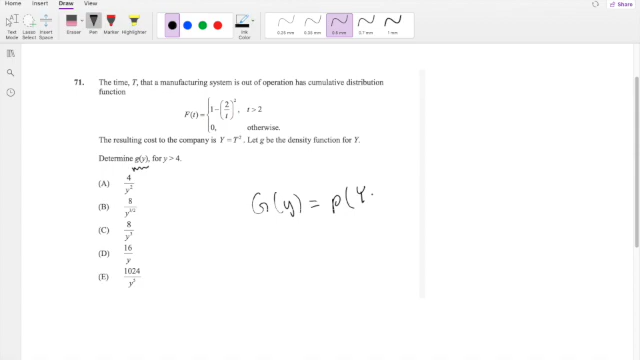 Home Insert Draw View
Text Mode Lasso Select Insert Space Eraser Pen Marker Highlighter Ink Color 0.25 mm 0.35 mm 0.5 mm 0.7 mm 1 mm
71. The time, T, that a manufacturing system is out of operation has cumulative distribution
function
F(t) = { 1 − (2/t)², t > 2
0, otherwise.
The resulting cost to the company is Y = T². Let g be the density function for Y.
Determine g(y), for y > 4.
(A) 4/y²
(B) 8/y^(3/2)
(C) 8/y³
(D) 16/y
(E) 1024/y⁵
G(y) = p(Y